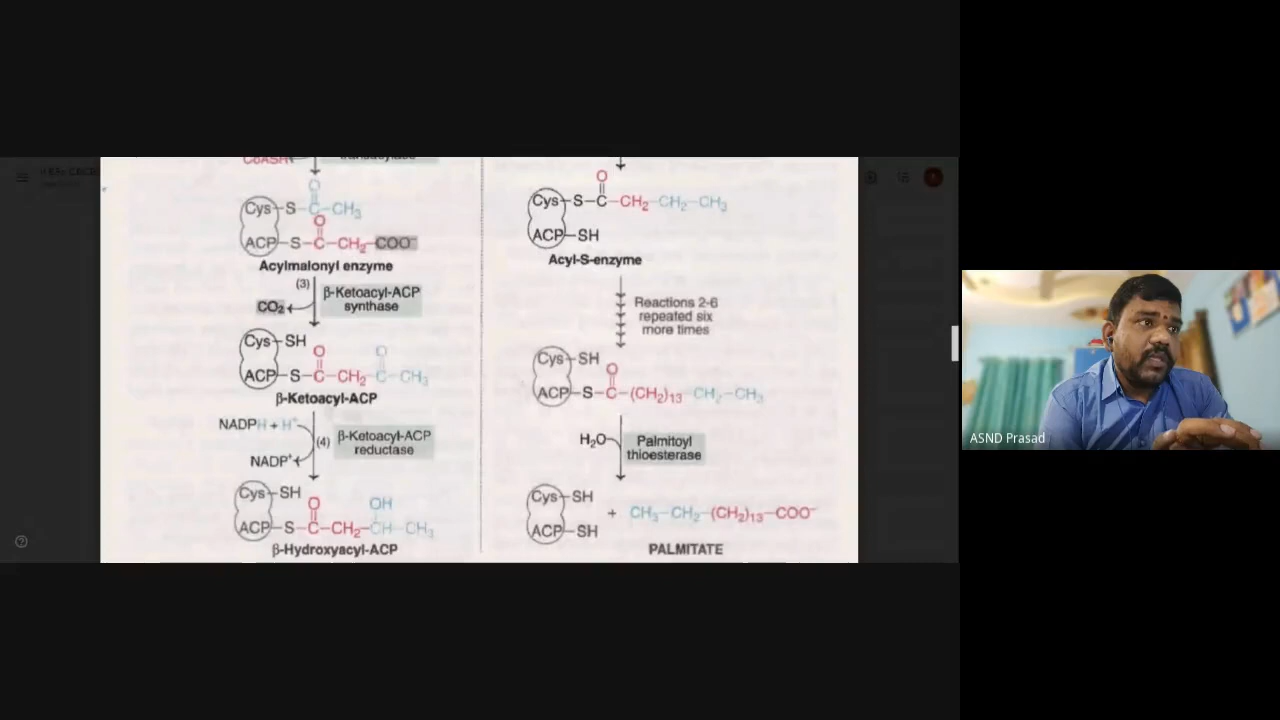 CoASH
transacylase
O
Cys–S–C–CH₃
O
ACP–S–C–CH₂–COO⁻
Acylmalonyl enzyme
(3)
β-Ketoacyl-ACP
synthase
CO₂
Cys–SH
O O
ACP–S–C–CH₂–C–CH₃
β-Ketoacyl-ACP
NADPH + H⁺
(4)
β-Ketoacyl-ACP
reductase
NADP⁺
Cys–SH
O OH
ACP–S–C–CH₂–CH–CH₃
β-Hydroxyacyl-ACP
O
Cys–S–C–CH₂–CH₂–CH₃
ACP–SH
Acyl-S-enzyme
Reactions 2-6
repeated six
more times
Cys–SH
O
ACP–S–C–(CH₂)₁₃–CH₂–CH₃
H₂O
Palmitoyl
thioesterase
Cys–SH
+ CH₃–CH₂–(CH₂)₁₃–COO⁻
ACP–SH
PALMITATE
ASND Prasad